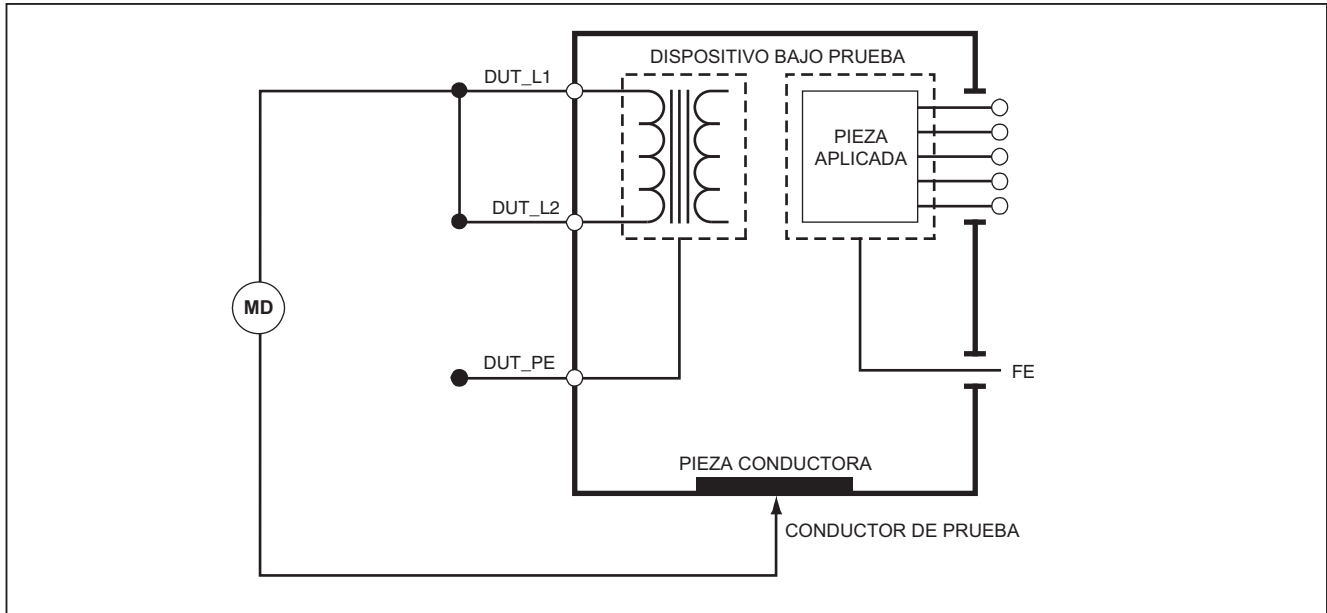 DISPOSITIVO BAJO PRUEBA
DUT_L1
PIEZA
APLICADA
DUT_L2
MD
DUT_PE
FE
PIEZA CONDUCTORA
CONDUCTOR DE PRUEBA